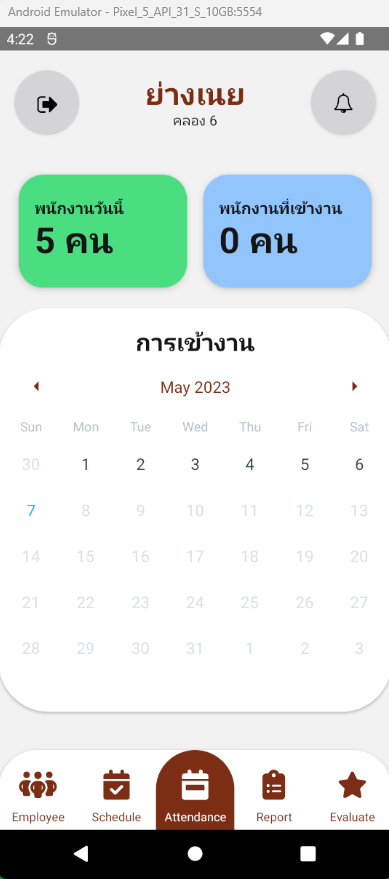 Android Emulator - Pixel_5_API_31_S_10GB:5554
4:22
ย่างเนย
คลอง 6
พนักงานวันนี้
5 คน
พนักงานที่เข้างาน
0 คน
การเข้างาน
May 2023
Sun Mon Tue Wed Thu Fri Sat
30 1 2 3 4 5 6
7 8 9 10 11 12 13
14 15 16 17 18 19 20
21 22 23 24 25 26 27
28 29 30 31 1 2 3
Employee Schedule Attendance Report Evaluate